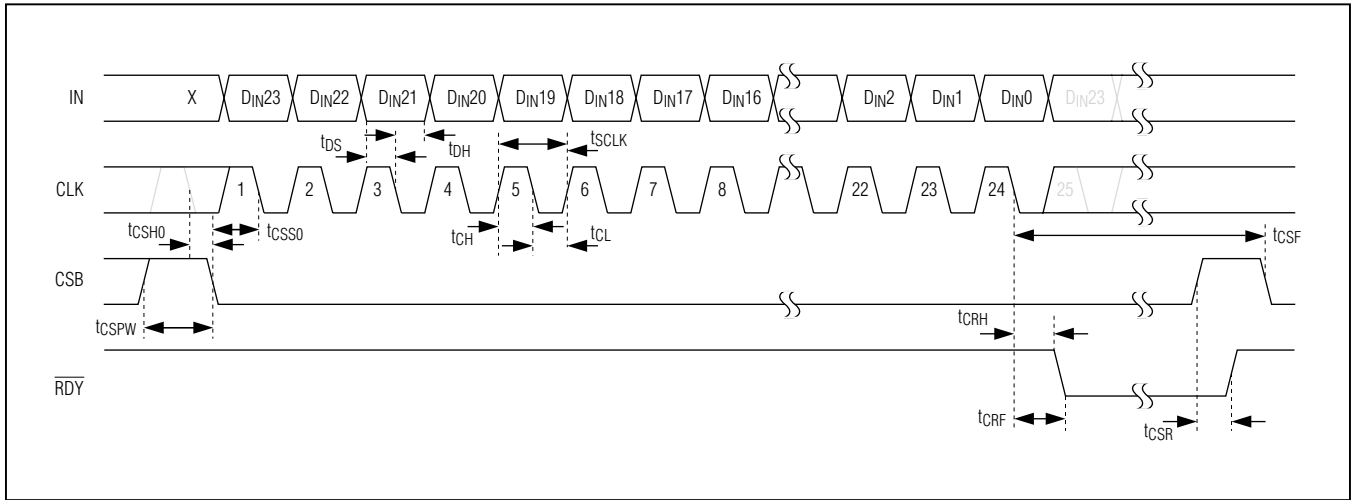 IN X DIN23 DIN22 DIN21 DIN20 DIN19 DIN18 DIN17 DIN16 DIN2 DIN1 DIN0 DIN23
tDS tDH tSCLK
CLK 1 2 3 4 5 6 7 8 22 23 24 25
tCSH0 tCSS0 tCH tCL tCSF
CSB
tCSPW tCRH
RDY
tCRF tCSR